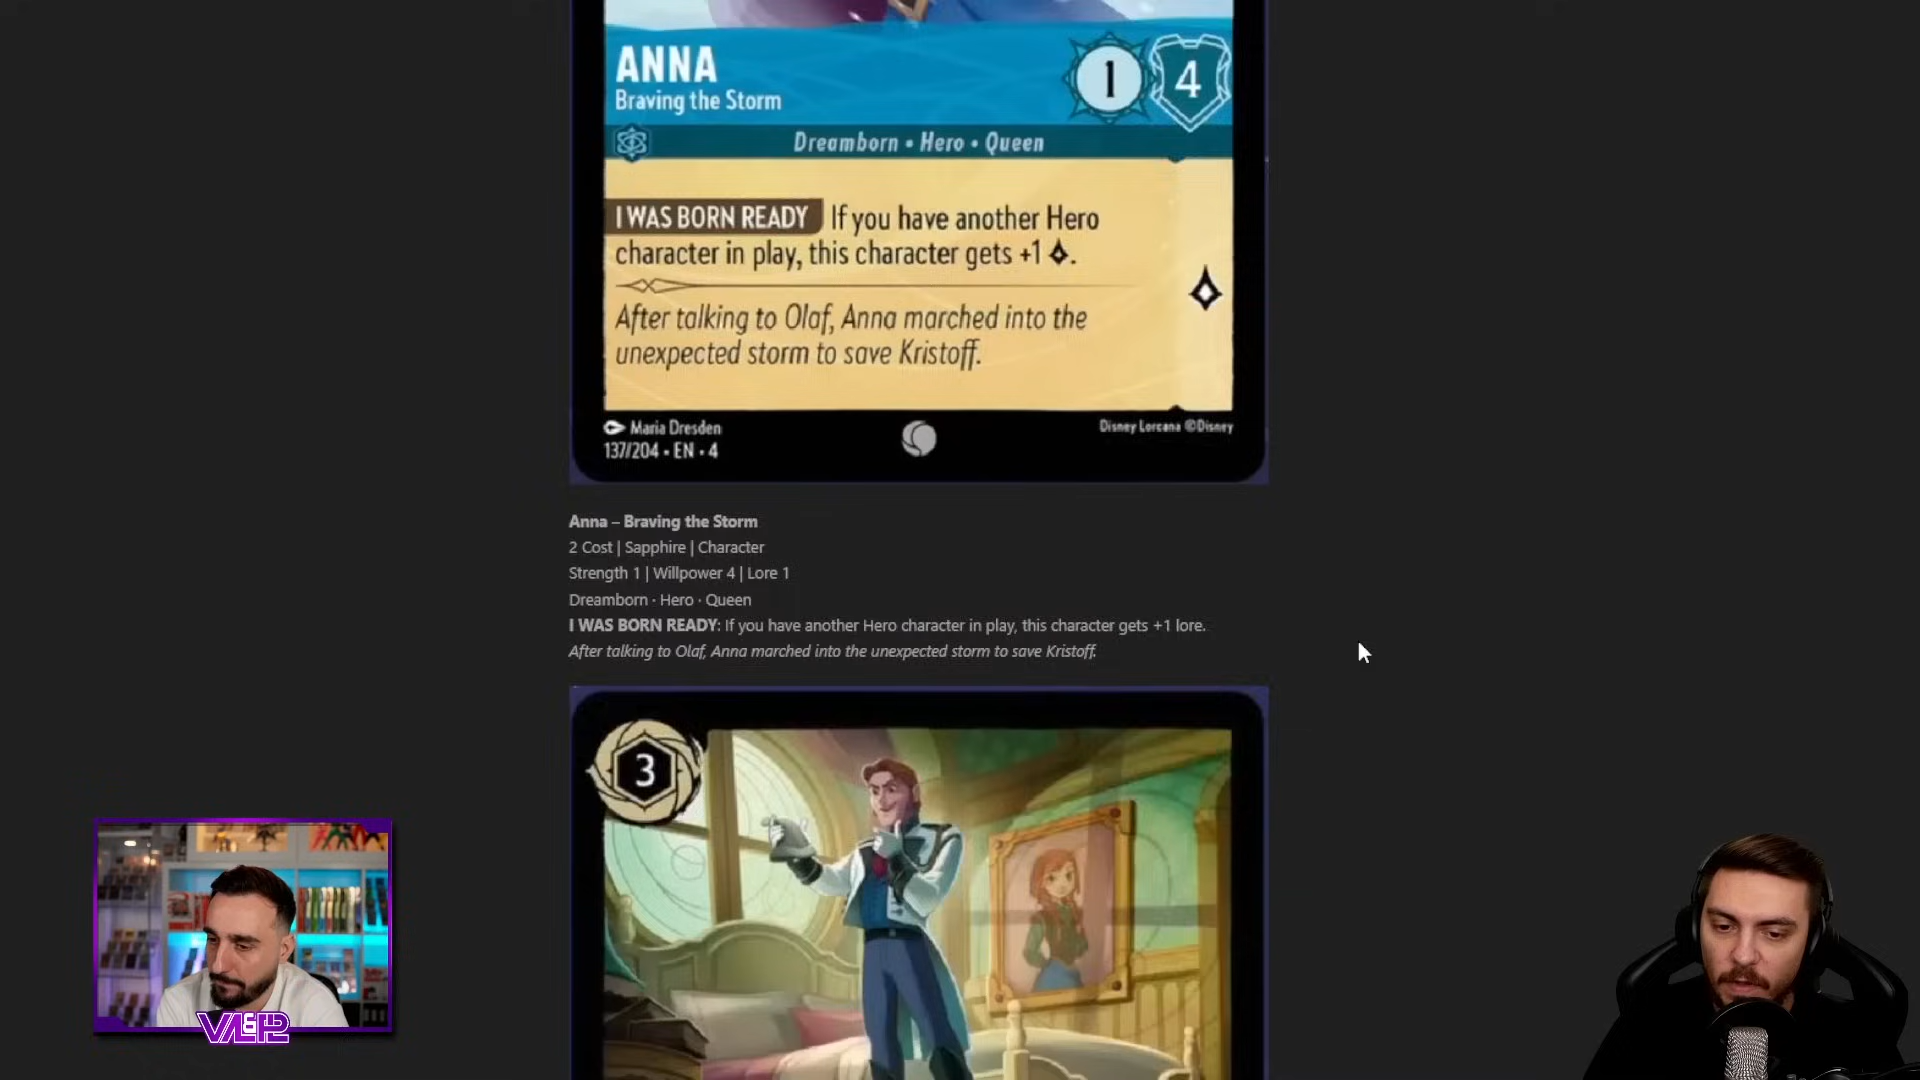 ANNA
Braving the Storm
1 4
Dreamborn • Hero • Queen
I WAS BORN READY If you have another Hero
character in play, this character gets +1 .
After talking to Olaf, Anna marched into the
unexpected storm to save Kristoff.
Maria Dresden
137/204 • EN • 4
Disney Lorcana ©Disney
Anna – Braving the Storm
2 Cost | Sapphire | Character
Strength 1 | Willpower 4 | Lore 1
Dreamborn · Hero · Queen
I WAS BORN READY: If you have another Hero character in play, this character gets +1 lore.
After talking to Olaf, Anna marched into the unexpected storm to save Kristoff.
3